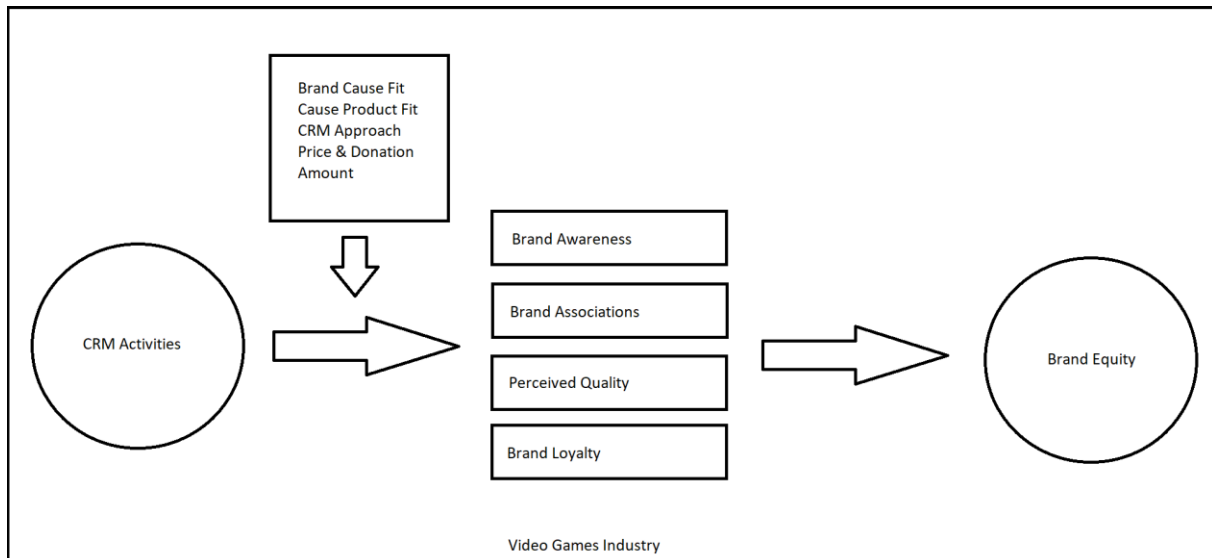 Brand Cause Fit
Cause Product Fit
CRM Approach
Price & Donation
Amount
CRM Activities
Brand Awareness
Brand Associations
Perceived Quality
Brand Loyalty
Brand Equity
Video Games Industry